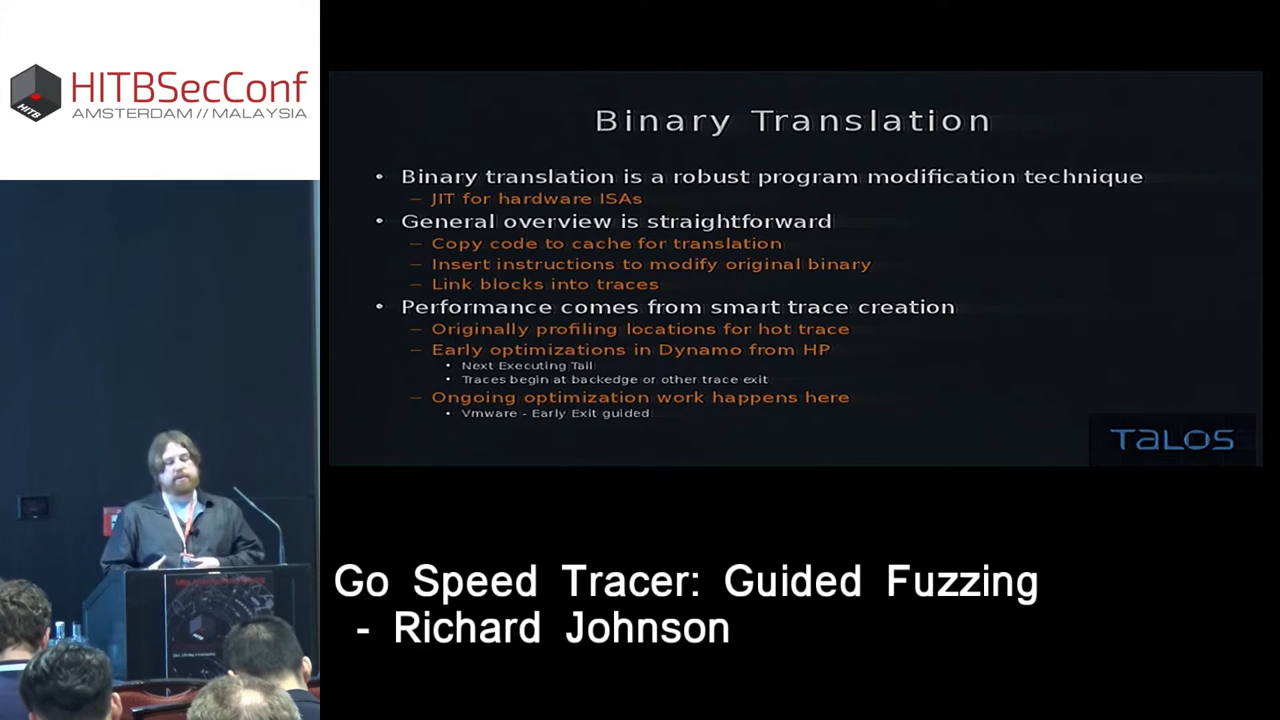 HITBSecConf
AMSTERDAM // MALAYSIA
HITB
Binary Translation
• Binary translation is a robust program modification technique
– JIT for hardware ISAs
• General overview is straightforward
– Copy code to cache for translation
– Insert instructions to modify original binary
– Link blocks into traces
• Performance comes from smart trace creation
– Originally profiling locations for hot trace
– Early optimizations in Dynamo from HP
• Next Executing Tail
• Traces begin at backedge or other trace exit
– Ongoing optimization work happens here
• Vmware - Early Exit guided
TALOS
Go Speed Tracer: Guided Fuzzing
- Richard Johnson